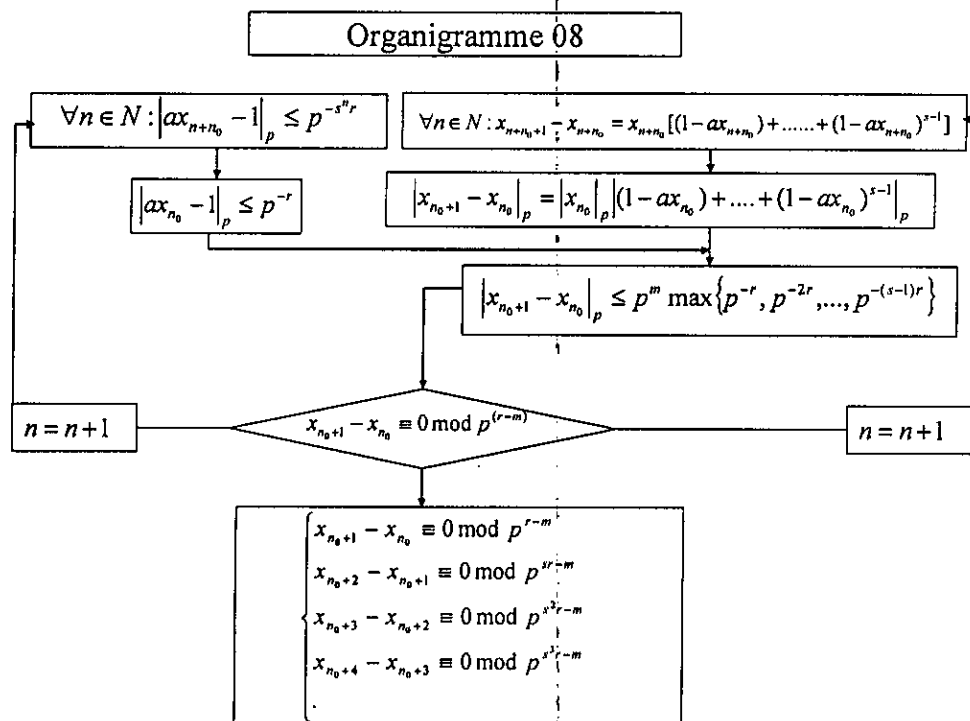 Organigramme 08
∀n ∈ N : |ax_{n+n_0} − 1|_p ≤ p^{−s^n r}
∀n ∈ N : x_{n+n_0+1} − x_{n+n_0} = x_{n+n_0}[(1−ax_{n+n_0})+......+(1−ax_{n+n_0})^{s−1}]
|ax_{n_0} − 1|_p ≤ p^{−r}
|x_{n_0+1} − x_{n_0}|_p = |x_{n_0}|_p |(1−ax_{n_0})+....+(1−ax_{n_0})^{s−1}|_p
|x_{n_0+1} − x_{n_0}|_p ≤ p^m max{p^{−r}, p^{−2r},..., p^{−(s−1)r}}
n = n+1
x_{n_0+1} − x_{n_0} ≡ 0 mod p^{(r−m)}
n = n+1
x_{n_0+1} − x_{n_0} ≡ 0 mod p^{r−m}
x_{n_0+2} − x_{n_0+1} ≡ 0 mod p^{sr−m}
x_{n_0+3} − x_{n_0+2} ≡ 0 mod p^{s^2 r−m}
x_{n_0+4} − x_{n_0+3} ≡ 0 mod p^{s^3 r−m}
.